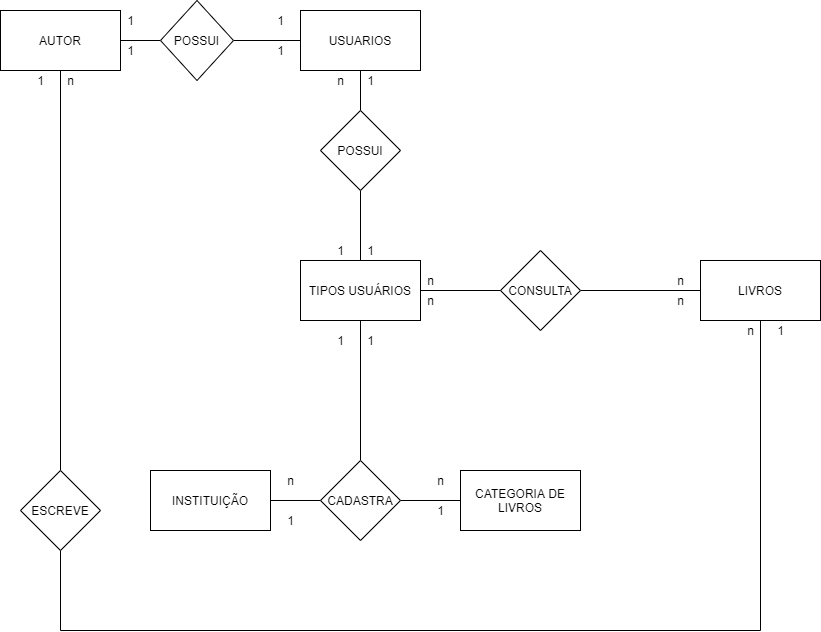 1 1
AUTOR POSSUI USUARIOS
1 1
1 n n 1
POSSUI
1 1
n n
TIPOS USUÁRIOS CONSULTA LIVROS
n n
n 1
1 1
n n
INSTITUIÇÃO CADASTRA CATEGORIA DE
LIVROS
ESCREVE
1 1